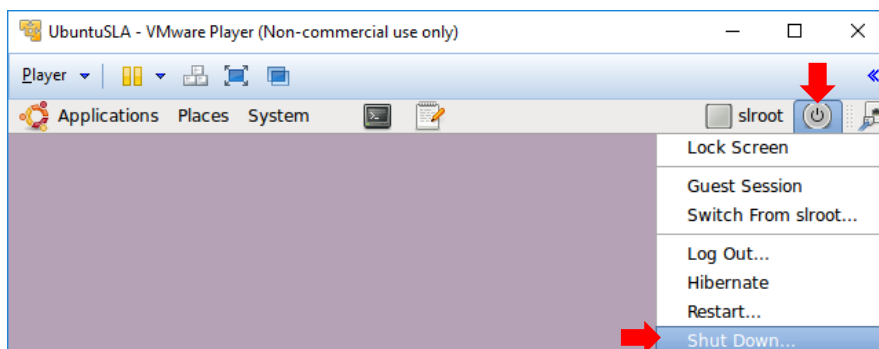 UbuntuSLA - VMware Player (Non-commercial use only)
Player
Applications Places System slroot
Lock Screen
Guest Session
Switch From slroot...
Log Out...
Hibernate
Restart...
Shut Down...